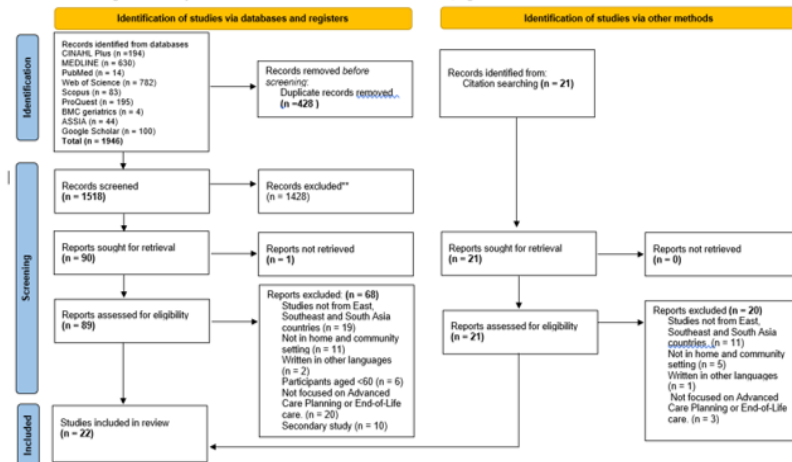 Identification of studies via databases and registers
Identification of studies via other methods
Identification
Records identified from databases
CINAHL Plus (n =194)
MEDLINE (n = 630)
PubMed (n = 14)
Web of Science (n = 782)
Scopus (n = 83)
ProQuest (n = 195)
BMC geriatrics (n = 4)
ASSIA (n = 44)
Google Scholar (n = 100)
Total (n = 1946)
Records removed before
screening:
Duplicate records removed
(n =428 )
Records identified from:
Citation searching (n = 21)
Screening
Records screened
(n = 1518)
Records excluded**
(n = 1428)
Reports sought for retrieval
(n = 90)
Reports not retrieved
(n = 1)
Reports sought for retrieval
(n = 21)
Reports not retrieved
(n = 0)
Reports assessed for eligibility
(n = 89)
Reports excluded: (n = 68)
Studies not from East,
Southeast and South Asia
countries (n = 19)
Not in home and community
setting (n = 11)
Written in other languages
(n = 2)
Participants aged <60 (n = 6)
Not focused on Advanced
Care Planning or End-of-Life
care. (n = 20)
Secondary study (n = 10)
Reports assessed for eligibility
(n = 21)
Reports excluded (n = 20)
Studies not from East,
Southeast and South Asia
countries. (n = 11)
Not in home and community
setting (n = 5)
Written in other languages
(n = 1)
Not focused on Advanced
Care Planning or End-of-Life
care. (n = 3)
Included
Studies included in review
(n = 22)